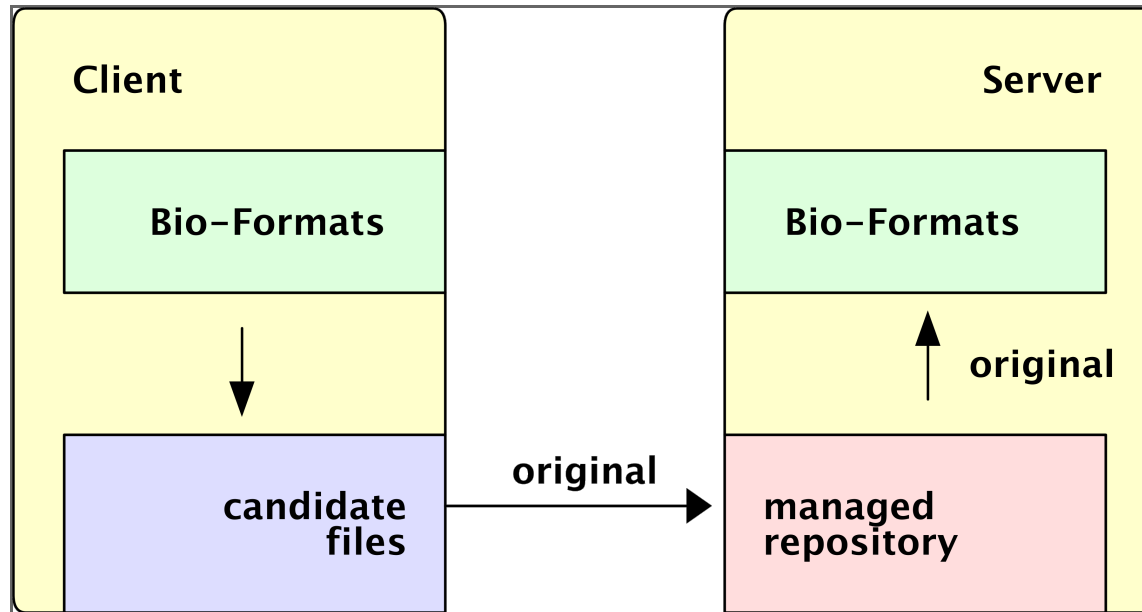 Client
Server
Bio–Formats
Bio–Formats
original
original
candidate
files
managed
repository